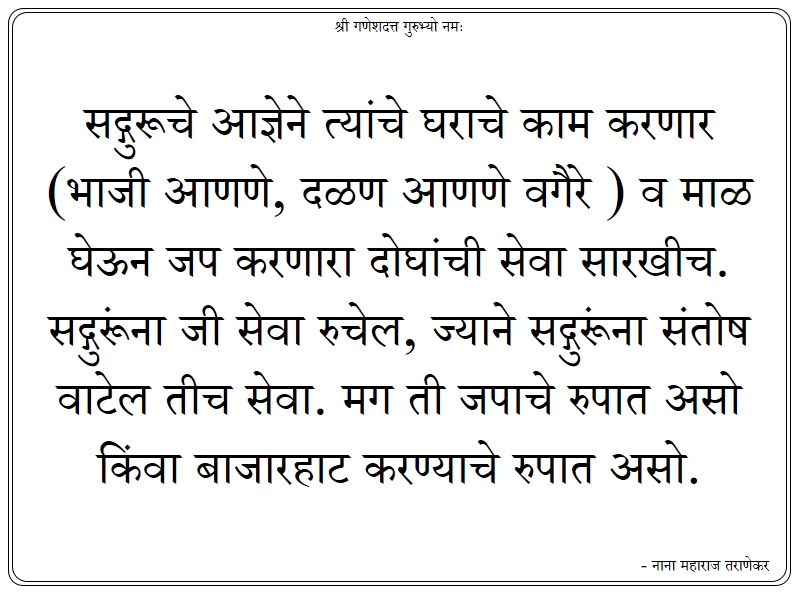 श्री गणेशदत्त गुरुभ्यो नमः
सद्गुरूचे आज्ञेने त्यांचे घराचे काम करणार
(भाजी आणणे, दळण आणणे वगैरे ) व माळ
घेऊन जप करणारा दोघांची सेवा सारखीच.
सद्गुरूंना जी सेवा रुचेल, ज्याने सद्गुरूंना संतोष
वाटेल तीच सेवा. मग ती जपाचे रुपात असो
किंवा बाजारहाट करण्याचे रुपात असो.
- नाना महाराज तराणेकर